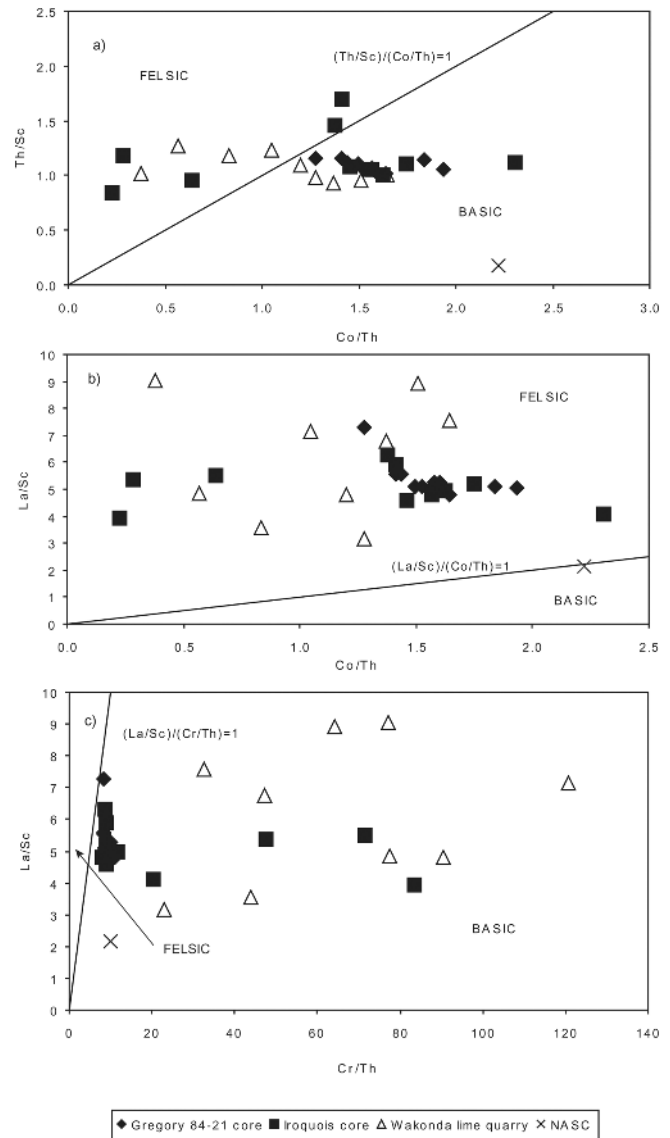 a)
(Th/Sc)/(Co/Th)=1
FELSIC
BASIC
Th/Sc
2.5
2.0
1.5
1.0
0.5
0.0
0.0 0.5 1.0 1.5 2.0 2.5 3.0
Co/Th
b)
FELSIC
(La/Sc)/(Co/Th)=1
BASIC
La/Sc
10
9
8
7
6
5
4
3
2
1
0
0.0 0.5 1.0 1.5 2.0 2.5
Co/Th
c)
(La/Sc)/(Cr/Th)=1
FELSIC
BASIC
La/Sc
10
9
8
7
6
5
4
3
2
1
0
0 20 40 60 80 100 120 140
Cr/Th
Gregory 84-21 core Iroquois core Wakonda lime quarry NASC